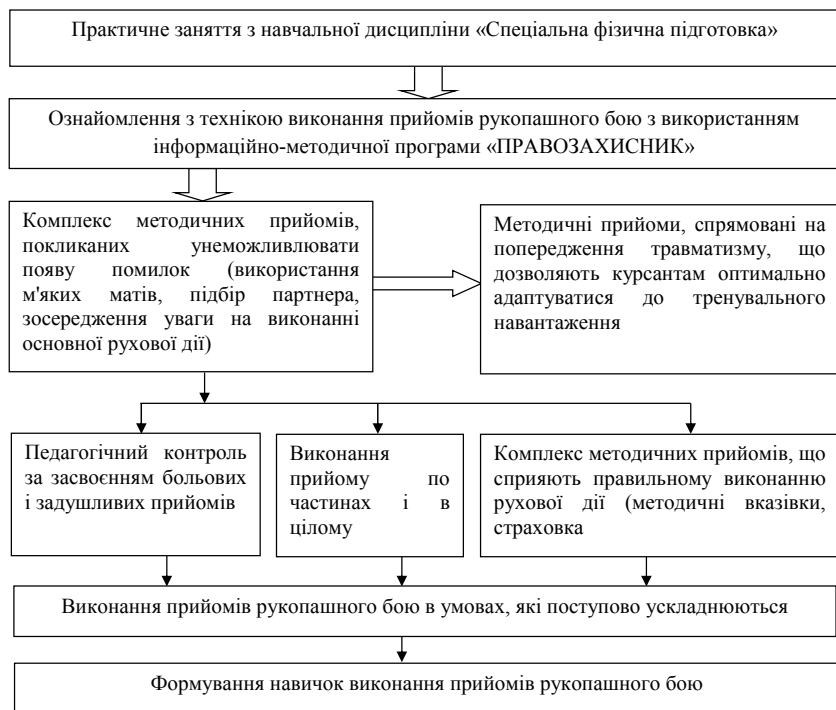 Практичне заняття з навчальної дисципліни «Спеціальна фізична підготовка»
Ознайомлення з технікою виконання прийомів рукопашного бою з використанням
інформаційно-методичної програми «ПРАВОЗАХИСНИК»
Комплекс методичних прийомів,
покликаних унеможливлювати
появу помилок (використання
м'яких матів, підбір партнера,
зосередження уваги на виконанні
основної рухової дії)
Методичні прийоми, спрямовані на
попередження травматизму, що
дозволяють курсантам оптимально
адаптуватися до тренувального
навантаження
Педагогічний контроль
за засвоєнням больових
і задушливих прийомів
Виконання
прийому по
частинах і в
цілому
Комплекс методичних прийомів, що
сприяють правильному виконанню
рухової дії (методичні вказівки,
страховка
Виконання прийомів рукопашного бою в умовах, які поступово ускладнюються
Формування навичок виконання прийомів рукопашного бою